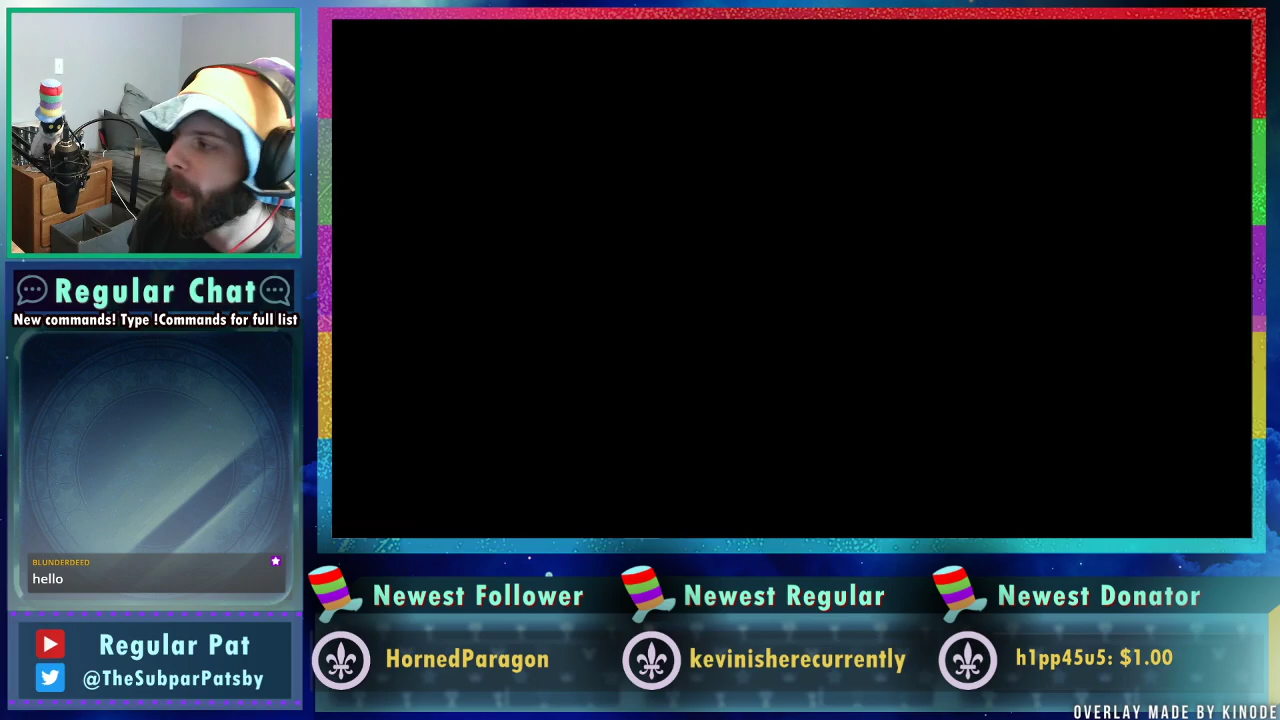 Regular Chat
New commands! Type !Commands for full list
BLUNDERDEED
hello
Regular Pat
@TheSubparPatsby
Newest Follower
HornedParagon
Newest Regular
kevinisherecurrently
Newest Donator
h1pp45u5: $1.00
OVERLAY MADE BY KINODE